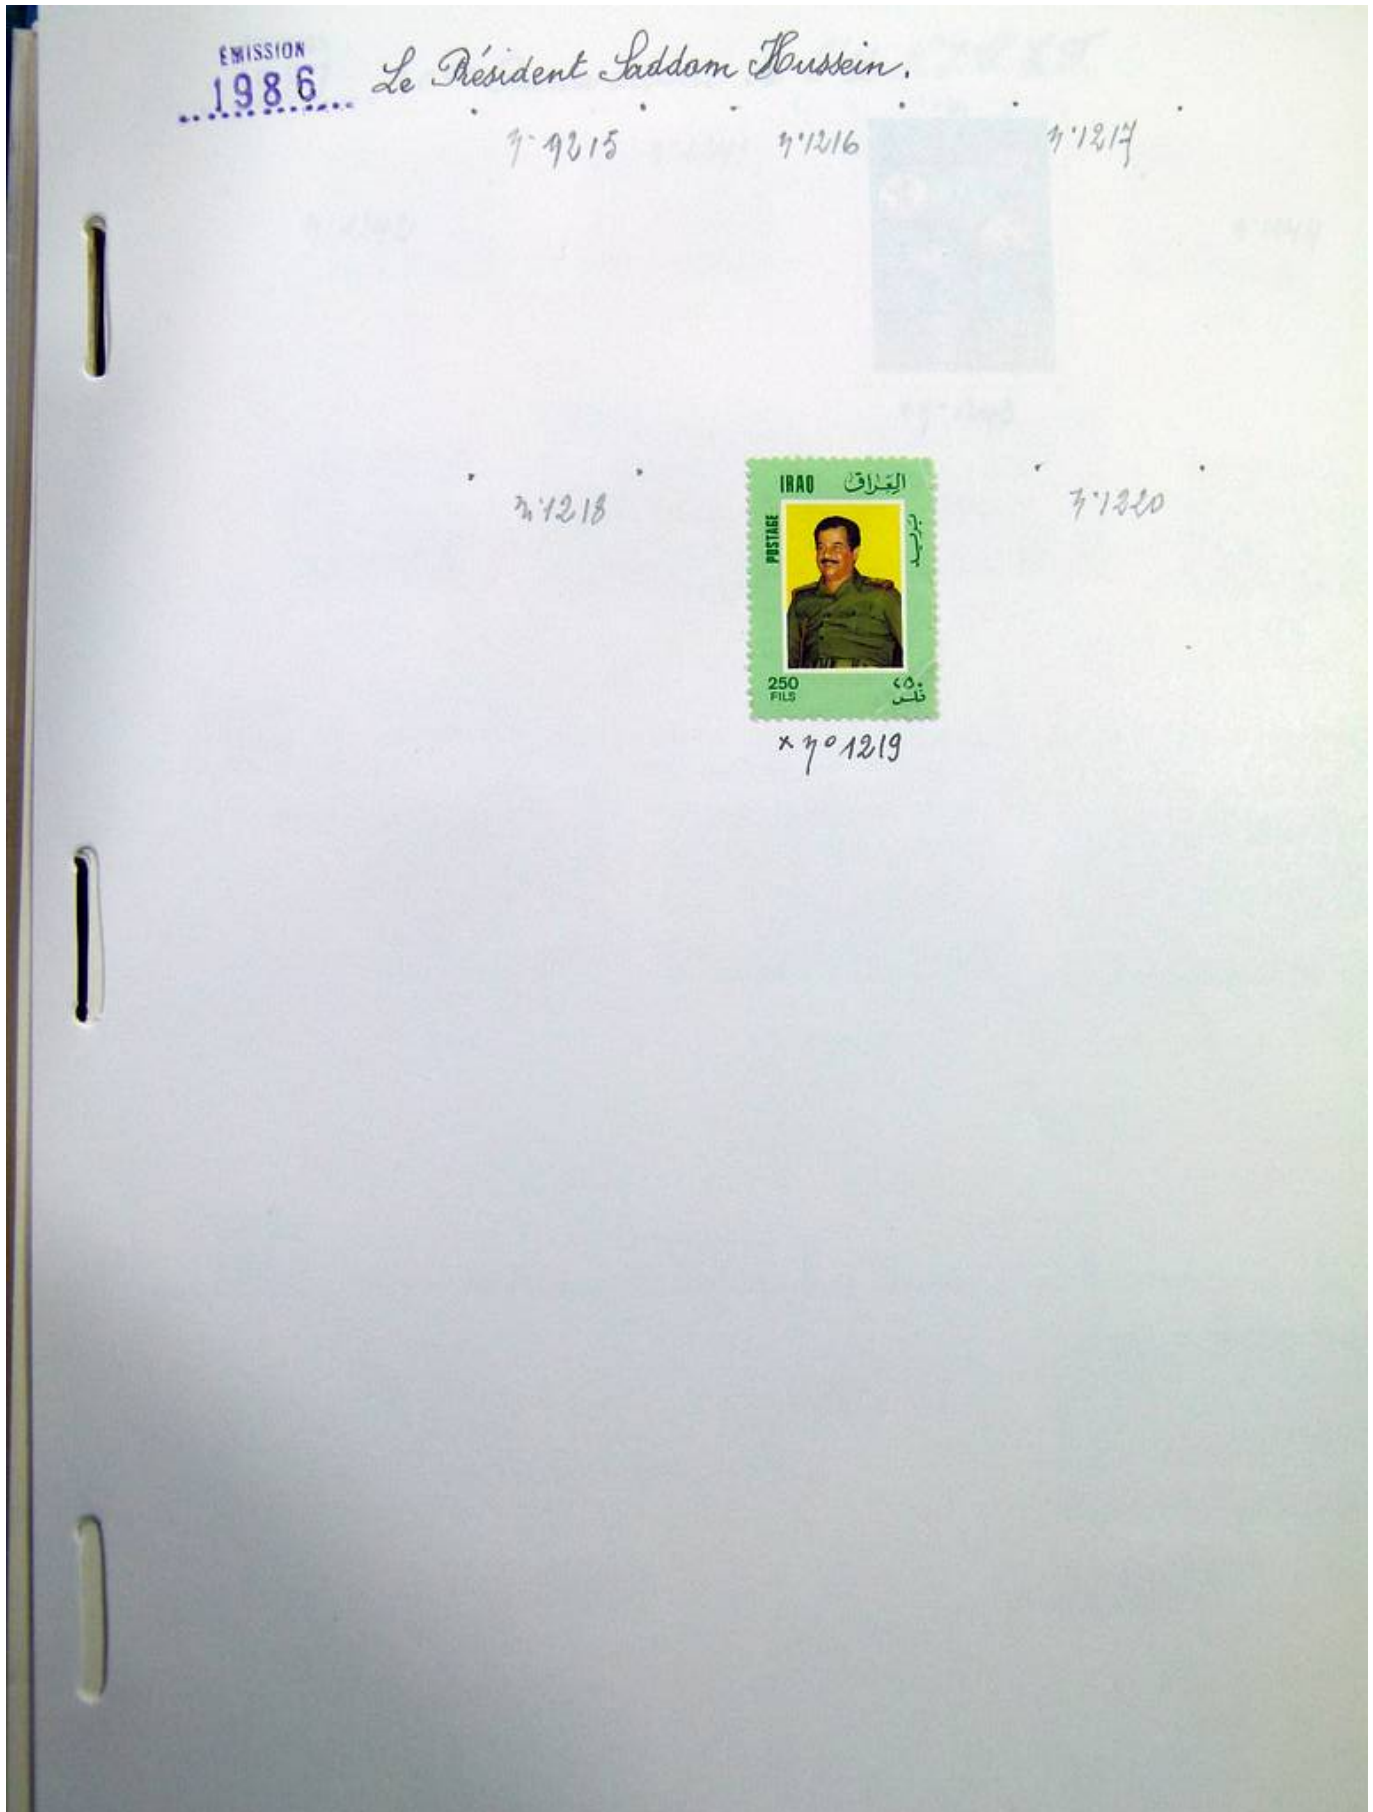 ÉMISSION
1986
Le Président Saddam Hussein.
n° 1215
n° 1216
n° 1217
n° 1218
IRAQ العراق
POSTAGE
بريد
250
FILS
٢٥٠
فلس
x n° 1219
n° 1220